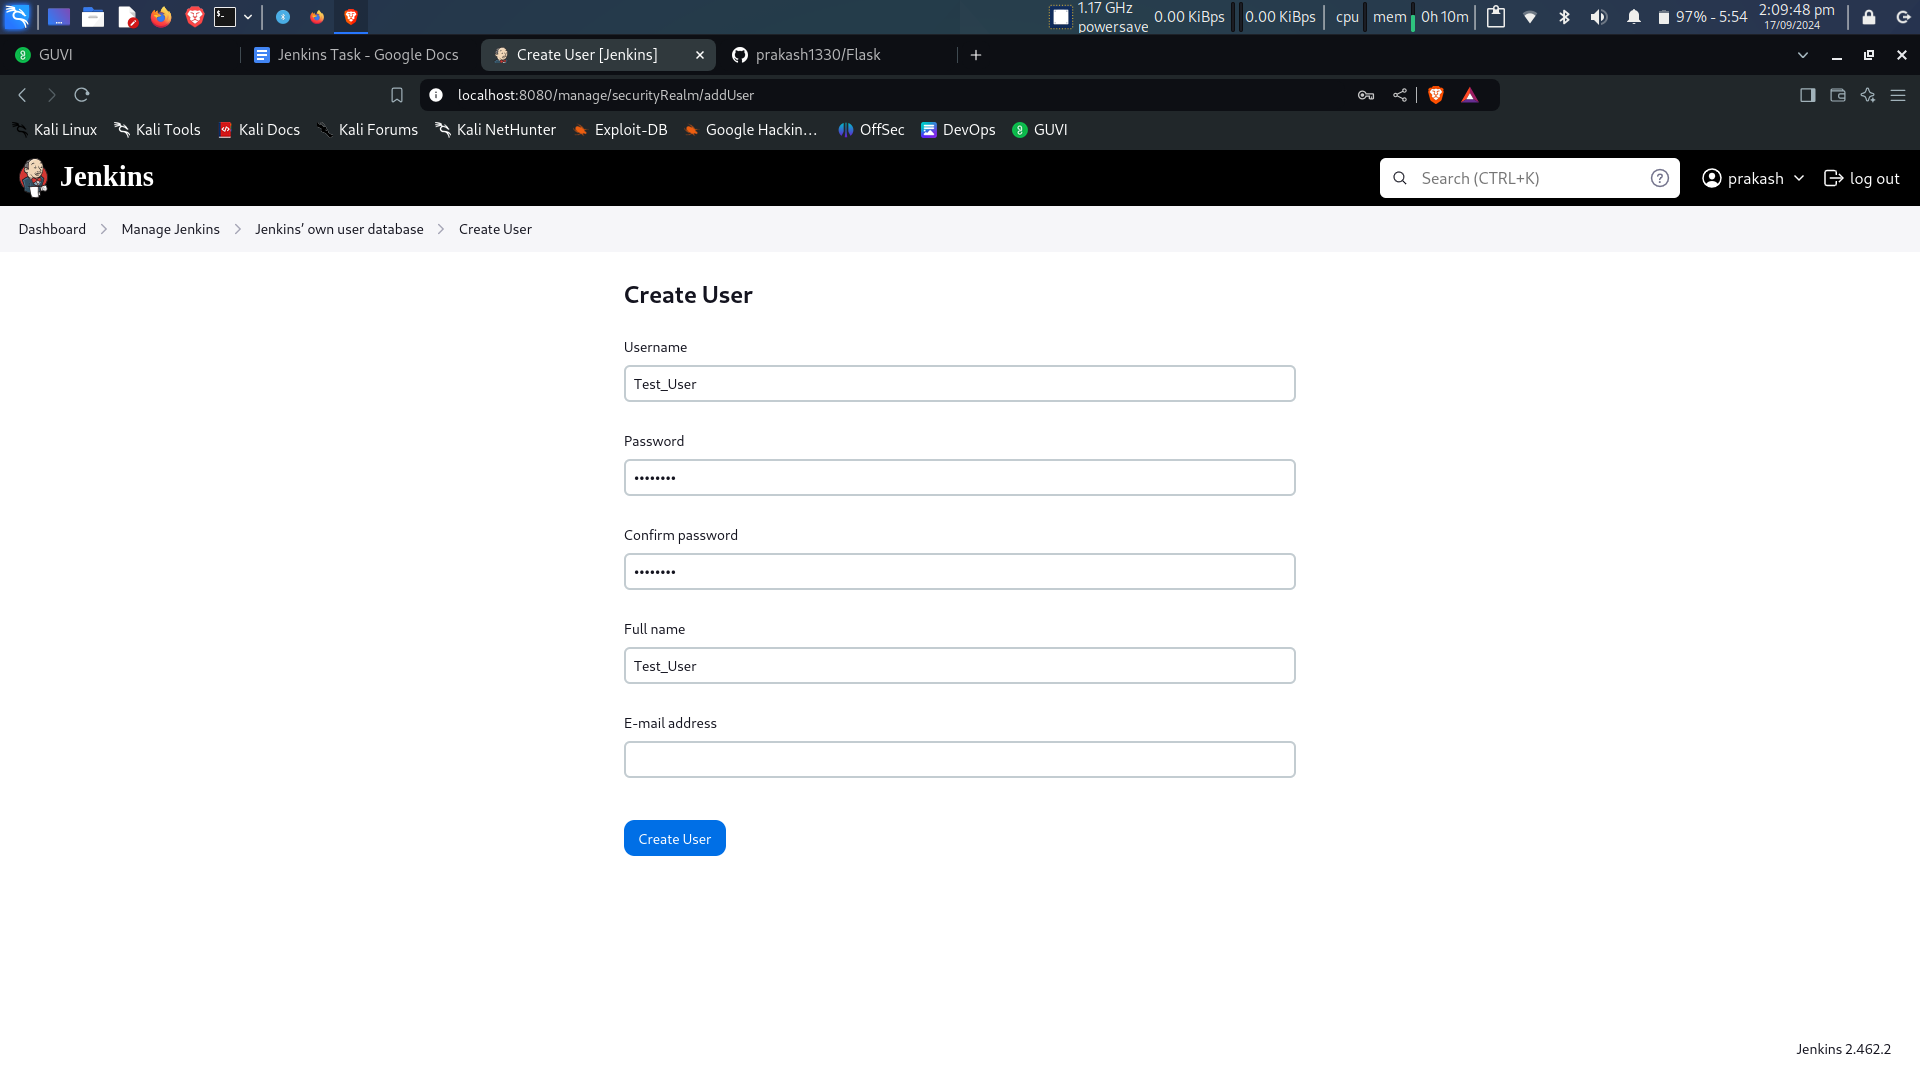 1.17 GHz
powersave
0.00 KiBps
0.00 KiBps
cpu
mem
0h 10m
97% - 5:54
2:09:48 pm
17/09/2024
GUVI
Jenkins Task - Google Docs
Create User [Jenkins]
prakash1330/Flask
localhost:8080/manage/securityRealm/addUser
Kali Linux
Kali Tools
Kali Docs
Kali Forums
Kali NetHunter
Exploit-DB
Google Hackin…
OffSec
DevOps
GUVI
Jenkins
Search (CTRL+K)
prakash
log out
Dashboard
Manage Jenkins
Jenkins’ own user database
Create User
Create User
Username
Test_User
Password
••••••••
Confirm password
••••••••
Full name
Test_User
E-mail address
Create User
Jenkins 2.462.2